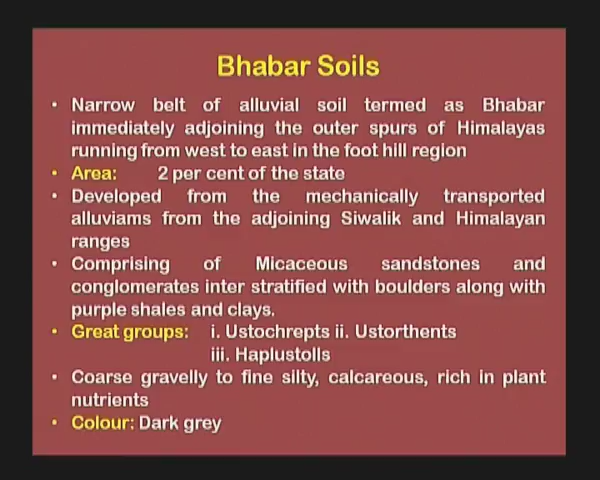 Bhabar Soils
• Narrow belt of alluvial soil termed as Bhabar
immediately adjoining the outer spurs of Himalayas
running from west to east in the foot hill region
• Area: 2 per cent of the state
• Developed from the mechanically transported
alluviams from the adjoining Siwalik and Himalayan
ranges
• Comprising of Micaceous sandstones and
conglomerates inter stratified with boulders along with
purple shales and clays.
• Great groups: i. Ustochrepts ii. Ustorthents
iii. Haplustolls
• Coarse gravelly to fine silty, calcareous, rich in plant
nutrients
• Colour: Dark grey